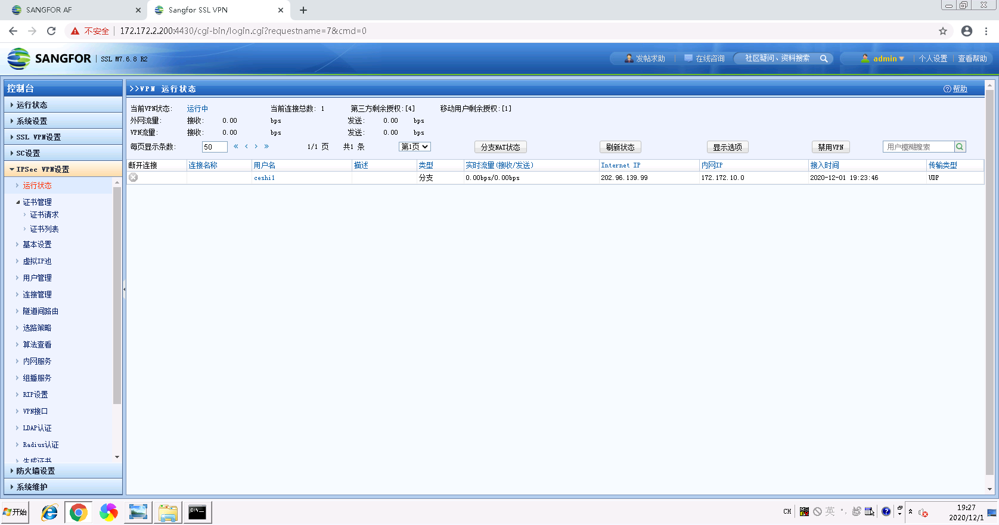 SANGFOR AF
Sangfor SSL VPN
不安全 172.172.2.200:4430/cgi-bin/login.cgi?requestname=7&cmd=0
SANGFOR SSL M7.6.8 R2
发帖求助 在线咨询 社区疑问、资料搜索 admin 个人设置 查看帮助
控制台
运行状态
系统设置
SSL VPN设置
SC设置
IPSec VPN设置
运行状态
证书管理
证书请求
证书列表
基本设置
虚拟IP池
用户管理
连接管理
隧道间路由
选路策略
算法查看
内网服务
组播服务
RIP设置
VPN接口
LDAP认证
Radius认证
生成证书
防火墙设置
系统维护
>>VPN 运行状态 帮助
当前VPN状态: 运行中 当前连接总数: 1 第三方剩余授权:[4] 移动用户剩余授权:[1]
外网流量: 接收: 0.00 bps 发送: 0.00 bps
VPN流量: 接收: 0.00 bps 发送: 0.00 bps
每页显示条数: 50 « ‹ › » 1/1 页 共1 条 第1页 分支NAT状态 刷新状态 显示选项 禁用VPN 用户模糊搜索
断开连接 连接名称 用户名 描述 类型 实时流量(接收/发送) Internet IP 内网IP 接入时间 传输类型
ceshi1 分支 0.00bps/0.00bps 202.96.139.99 172.172.10.0 2020-12-01 19:23:46 UDP
开始 C:\ CH 英 19:27
2020/12/1